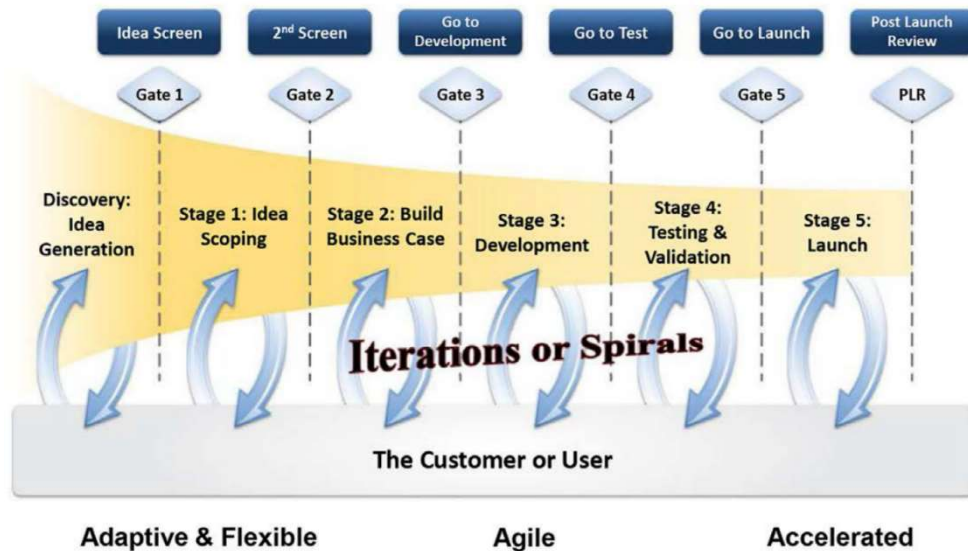 Idea Screen
2nd Screen
Go to
Development
Go to Test
Go to Launch
Post Launch
Review
Gate 1
Gate 2
Gate 3
Gate 4
Gate 5
PLR
Discovery:
Idea
Generation
Stage 1: Idea
Scoping
Stage 2: Build
Business Case
Stage 3:
Development
Stage 4:
Testing &
Validation
Stage 5:
Launch
Iterations or Spirals
The Customer or User
Adaptive & Flexible
Agile
Accelerated